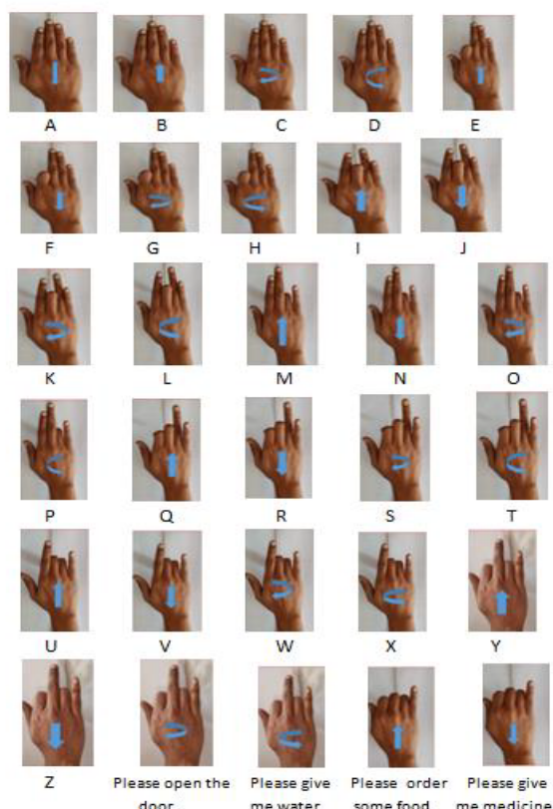 A B C D E
F G H I J
K L M N O
P Q R S T
U V W X Y
Z Please open the door Please give me water Please order some food Please give me medicine